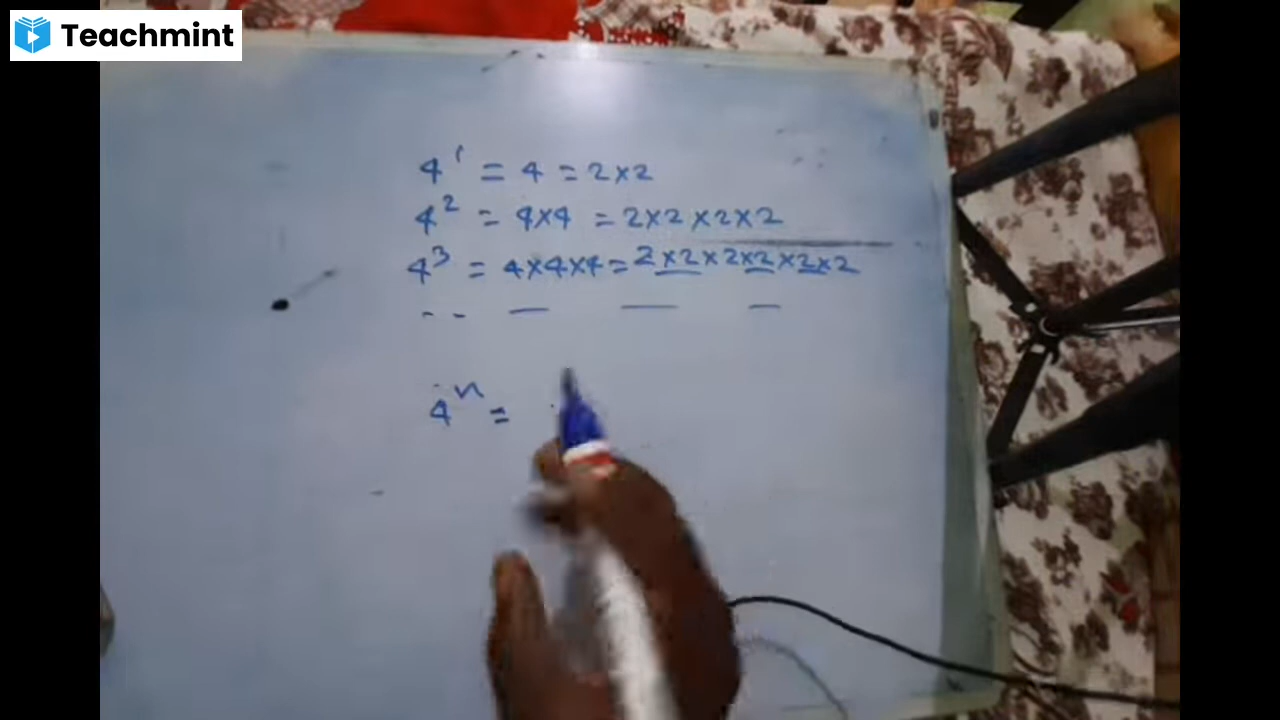 Teachmint
4¹ = 4 = 2×2
4² = 4×4 = 2×2×2×2
4³ = 4×4×4 = 2×2×2×2×2×2
4ⁿ =